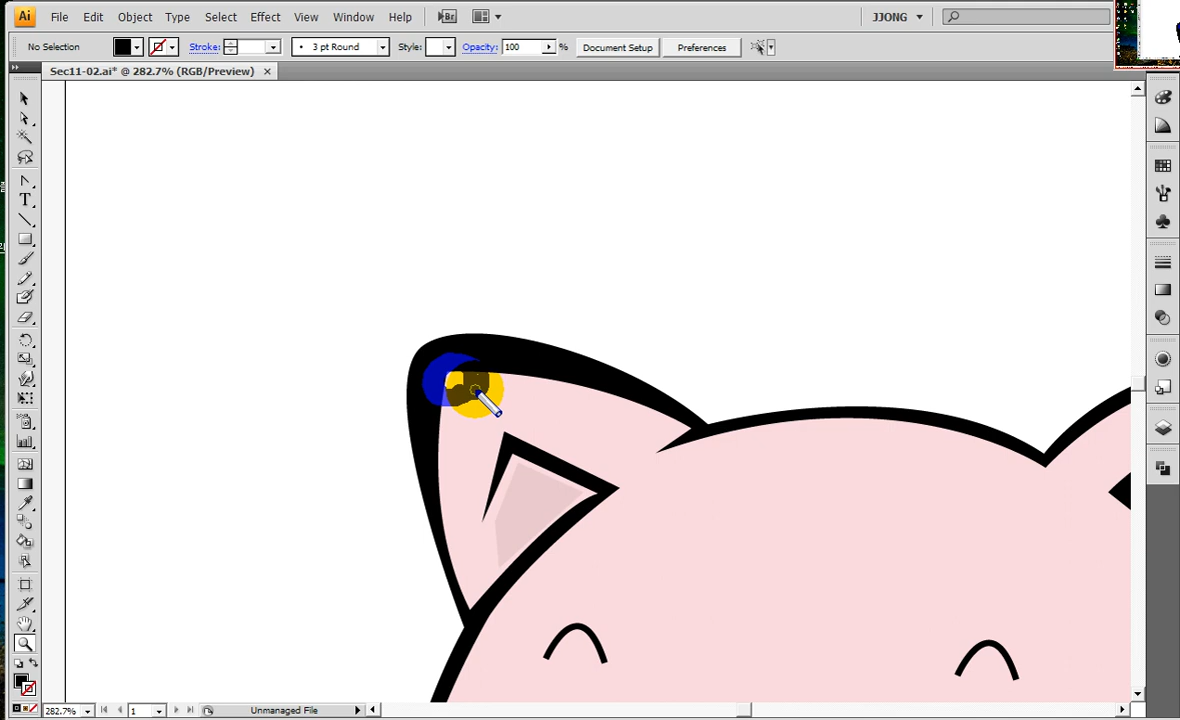 Ai File Edit Object Type Select Effect View Window Help Br JJONG
No Selection Stroke: 3 pt Round Style: Opacity: 100 % Document Setup Preferences
Sec11-02.ai* @ 282.7% (RGB/Preview)
T
282.7% 1 Unmanaged File